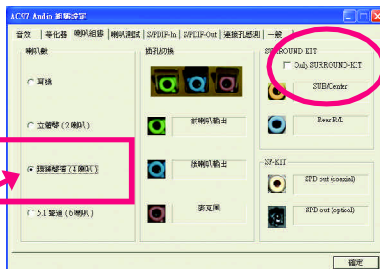 AC97 Audio 組態設定
音效 等化器 喇叭組態 喇叭測試 S/PDIF-In S/PDIF-Out 連接孔感測 一般
喇叭數
耳機
立體聲 (2 喇叭)
環繞聲道 (4 喇叭)
5.1 聲道 (6喇叭)
插孔切換
前喇叭輸出
後喇叭輸出
麥克風
SURROUND KIT
Only SURROUND-KIT
SUB/Center
Rear R/L
SP-KIT
SPD out (coaxial)
SPD out (optical)
確定